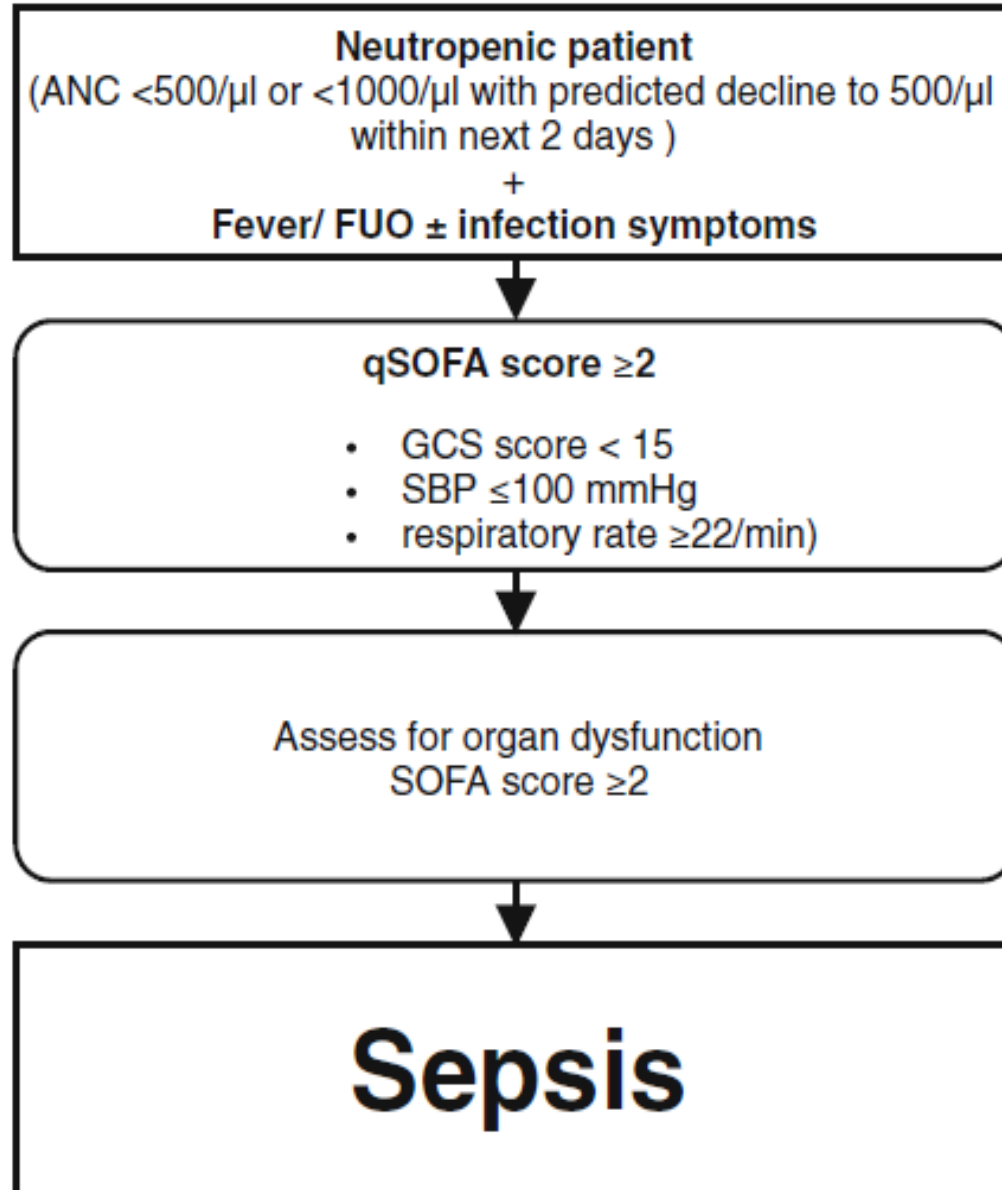 Neutropenic patient
(ANC <500/µl or <1000/µl with predicted decline to 500/µl
within next 2 days )
+
Fever/ FUO ± infection symptoms
qSOFA score ≥2
• GCS score < 15
• SBP ≤100 mmHg
• respiratory rate ≥22/min)
Assess for organ dysfunction
SOFA score ≥2
Sepsis